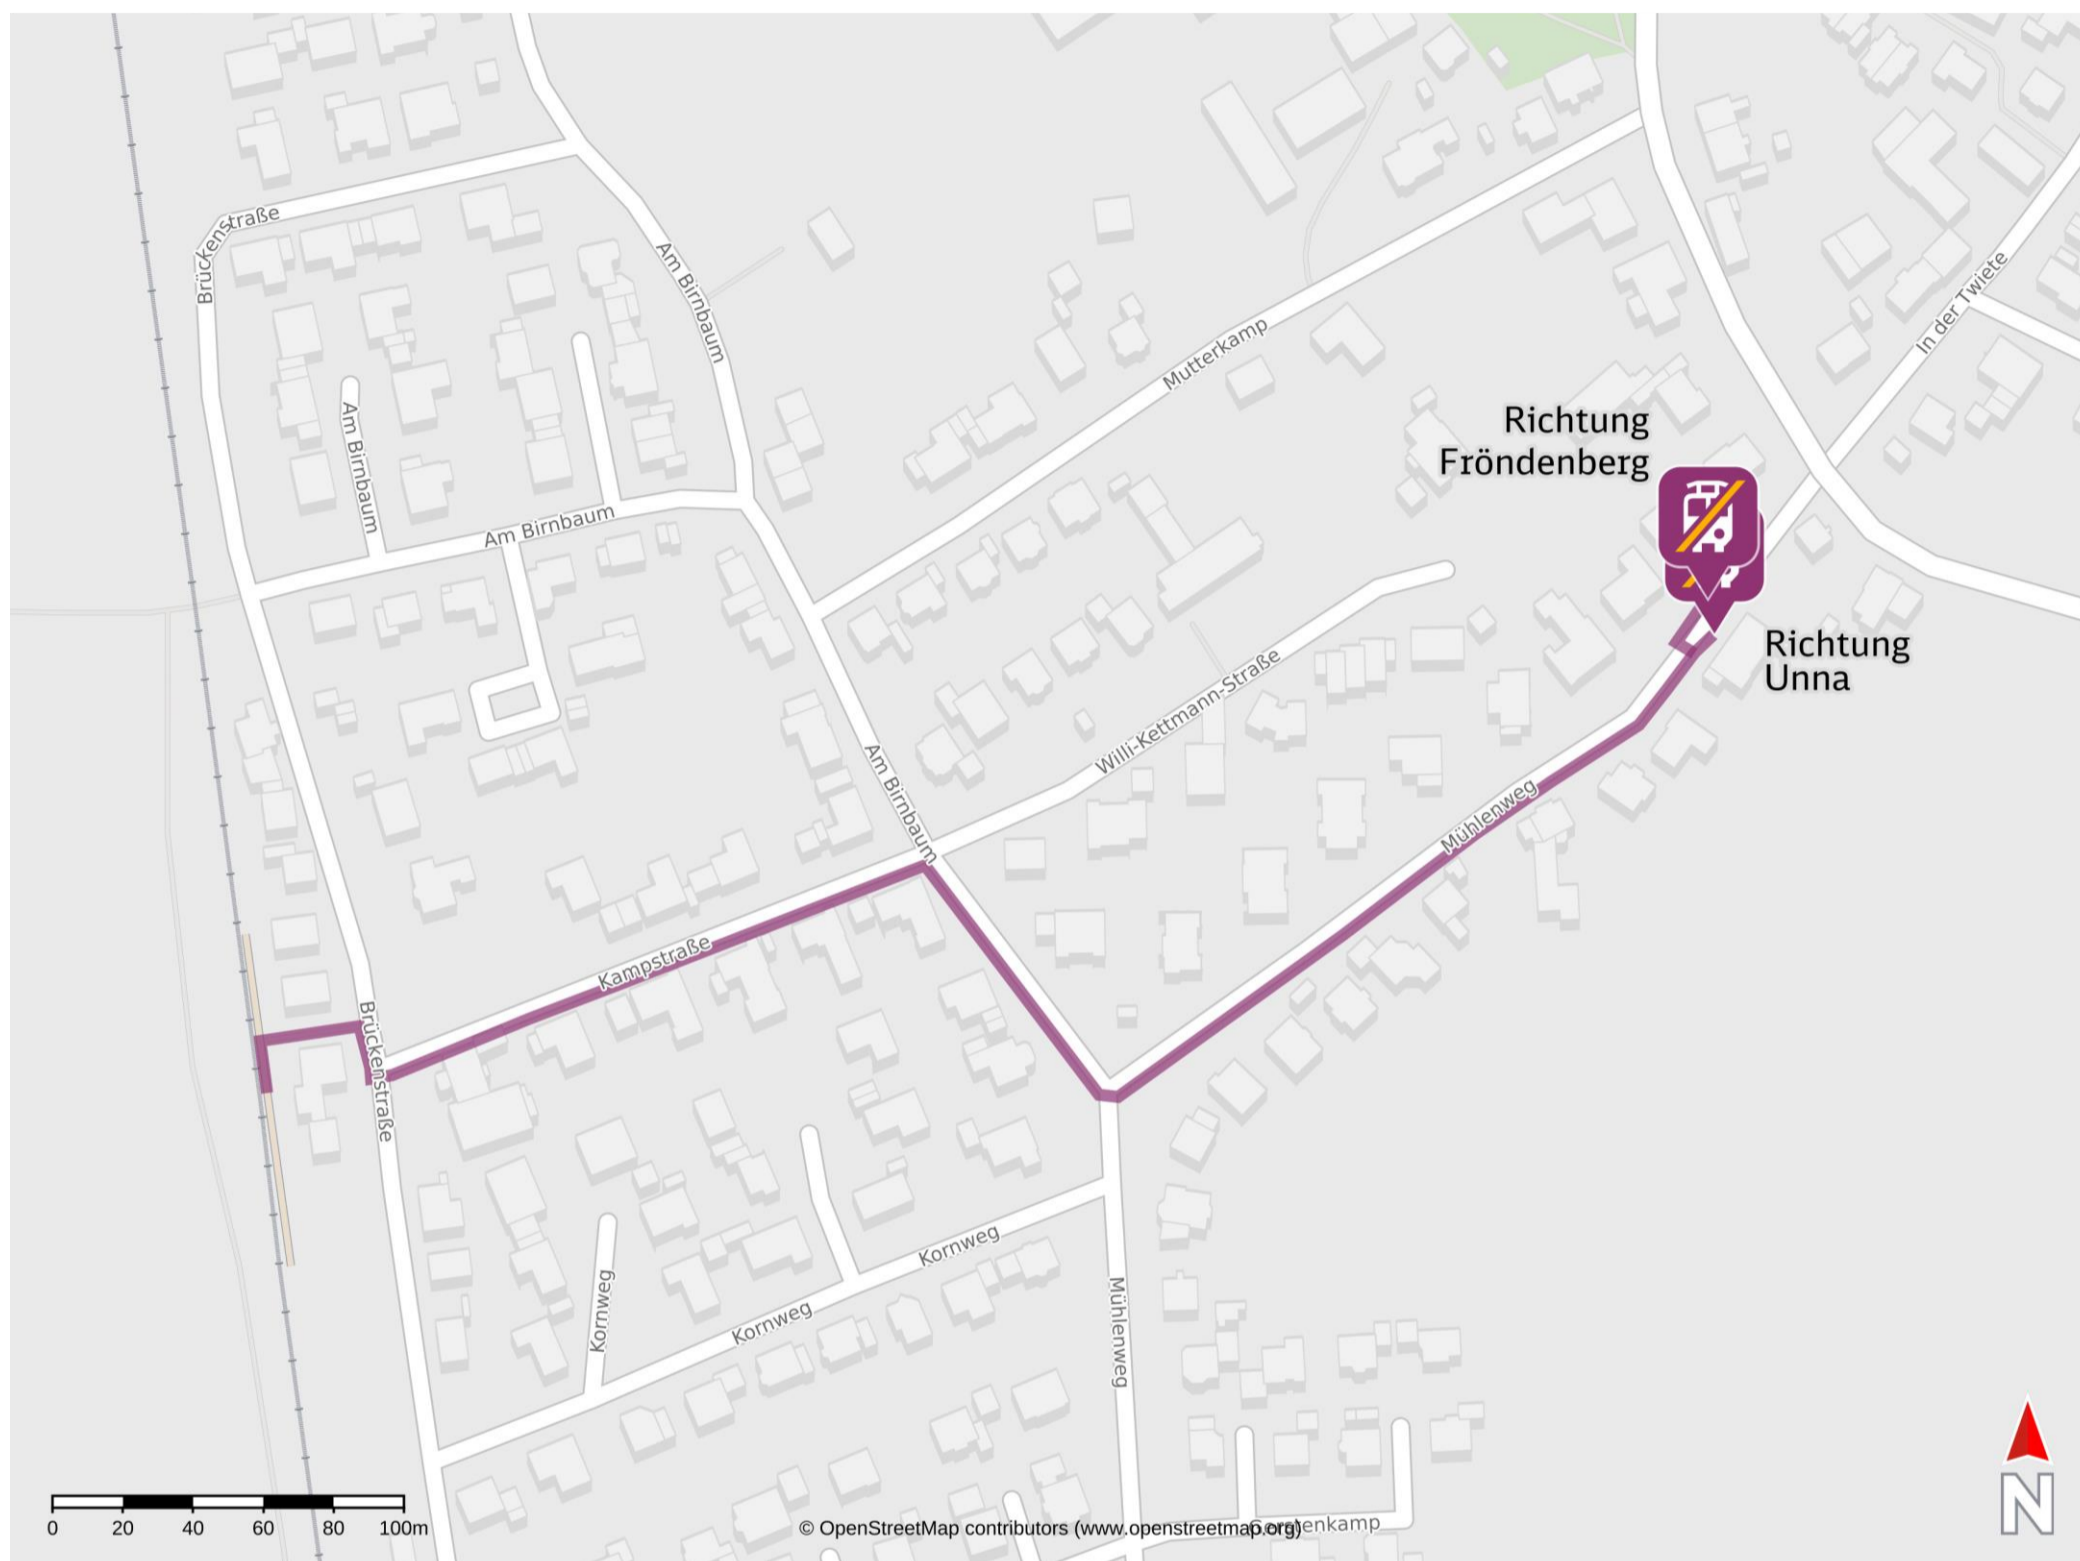 Brückenstraße
Am Birnbaum
Mutterkamp
In der Twiete
Am Birnbaum
Am Birnbaum
Richtung
Fröndenberg
Richtung
Unna
Willi-Kettmann-Straße
Am Birnbaum
Mühlenweg
Kampstraße
Brückenstraße
Kornweg
Kornweg
Kornweg
Mühlenweg
0 20 40 60 80 100m
© OpenStreetMap contributors (www.openstreetmap.org)
N